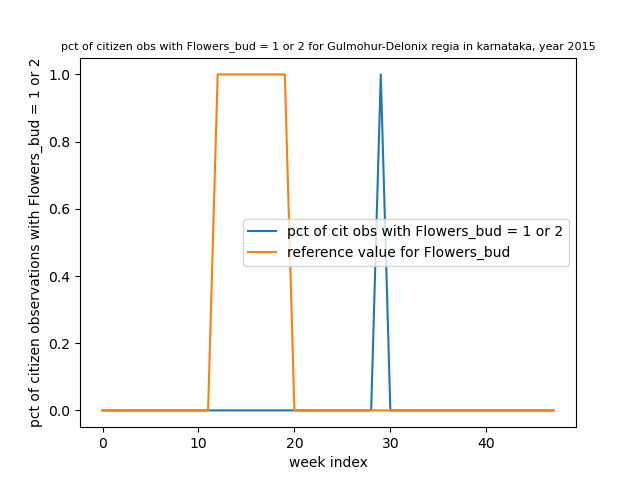 pct of citizen obs with Flowers_bud = 1 or 2 for Gulmohur-Delonix regia in karnataka, year 2015
pct of citizen observations with Flowers_bud = 1 or 2
1.0
0.8
0.6
0.4
0.2
0.0
pct of cit obs with Flowers_bud = 1 or 2
reference value for Flowers_bud
0 10 20 30 40
week index